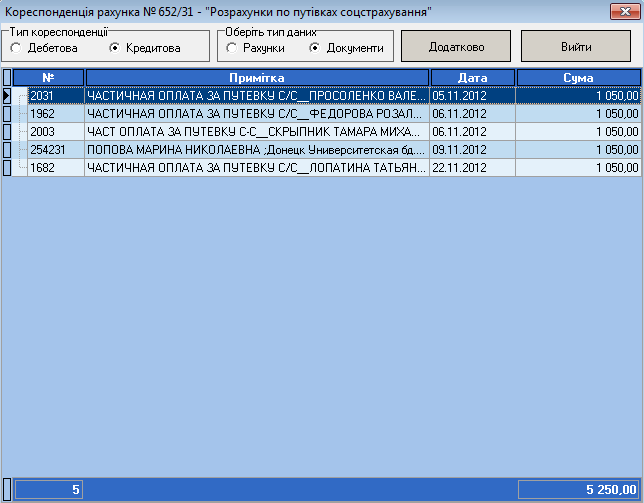 Кореспонденція рахунка № 652/31 - "Розрахунки по путівках соцстрахування"
Тип кореспонденції
Дебетова Кредитова
Оберіть тип даних
Рахунки Документи
Додатково
Вийти
№ Примітка Дата Сума
2031 ЧАСТИЧНАЯ ОПЛАТА ЗА ПУТЕВКУ С/С__ПРОСОЛЕНКО ВАЛЕ... 05.11.2012 1 050,00
1962 ЧАСТИЧНАЯ ОПЛАТА ЗА ПУТЕВКУ С/С__ФЕДОРОВА РОЗАЛ... 06.11.2012 1 050,00
2003 ЧАСТ ОПЛАТА ЗА ПУТЕВКУ С-С__СКРЫПНИК ТАМАРА МИХА... 06.11.2012 1 050,00
254231 ПОПОВА МАРИНА НИКОЛАЕВНА ;Донецк Университетская бд.... 09.11.2012 1 050,00
1682 ЧАСТИЧНАЯ ОПЛАТА ЗА ПУТЕВКУ С/С__ЛОПАТИНА ТАТЬЯН... 22.11.2012 1 050,00
5 5 250,00